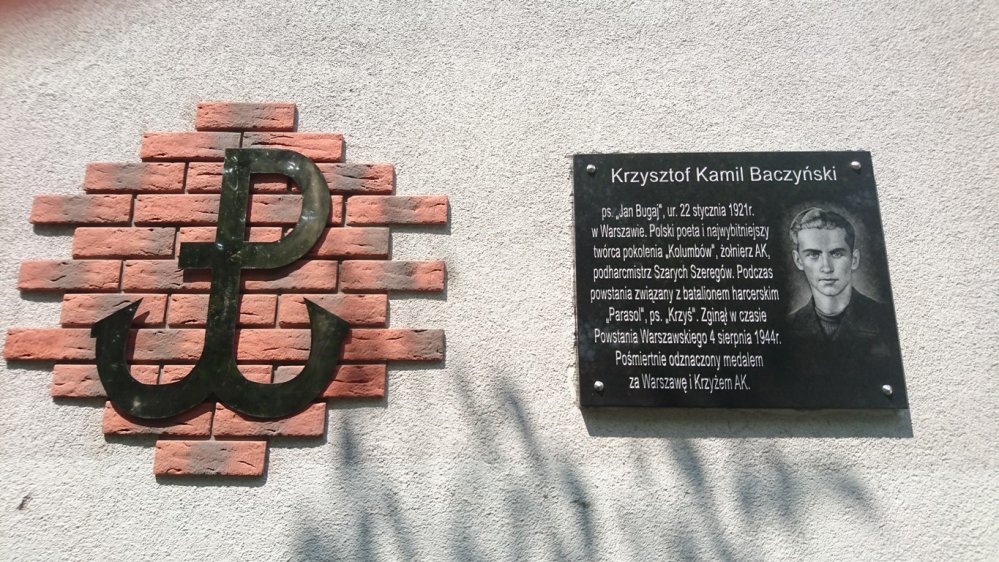 Krzysztof Kamil Baczyński
ps. „Jan Bugaj”, ur. 22 stycznia 1921r.
w Warszawie. Polski poeta i najwybitniejszy
twórca pokolenia „Kolumbów”, żołnierz AK,
podharcmistrz Szarych Szeregów. Podczas
powstania związany z batalionem harcerskim
„Parasol”, ps. „Krzyś”. Zginął w czasie
Powstania Warszawskiego 4 sierpnia 1944r.
Pośmiertnie odznaczony medalem
za Warszawę i Krzyżem AK.